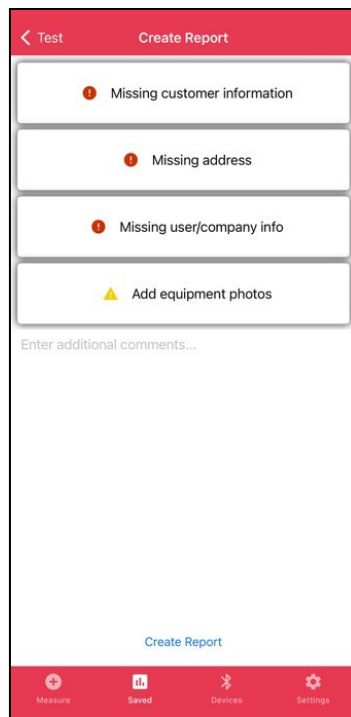 Test
Create Report
Missing customer information
Missing address
Missing user/company info
Add equipment photos
Enter additional comments...
Create Report
Measure
Saved
Devices
Settings